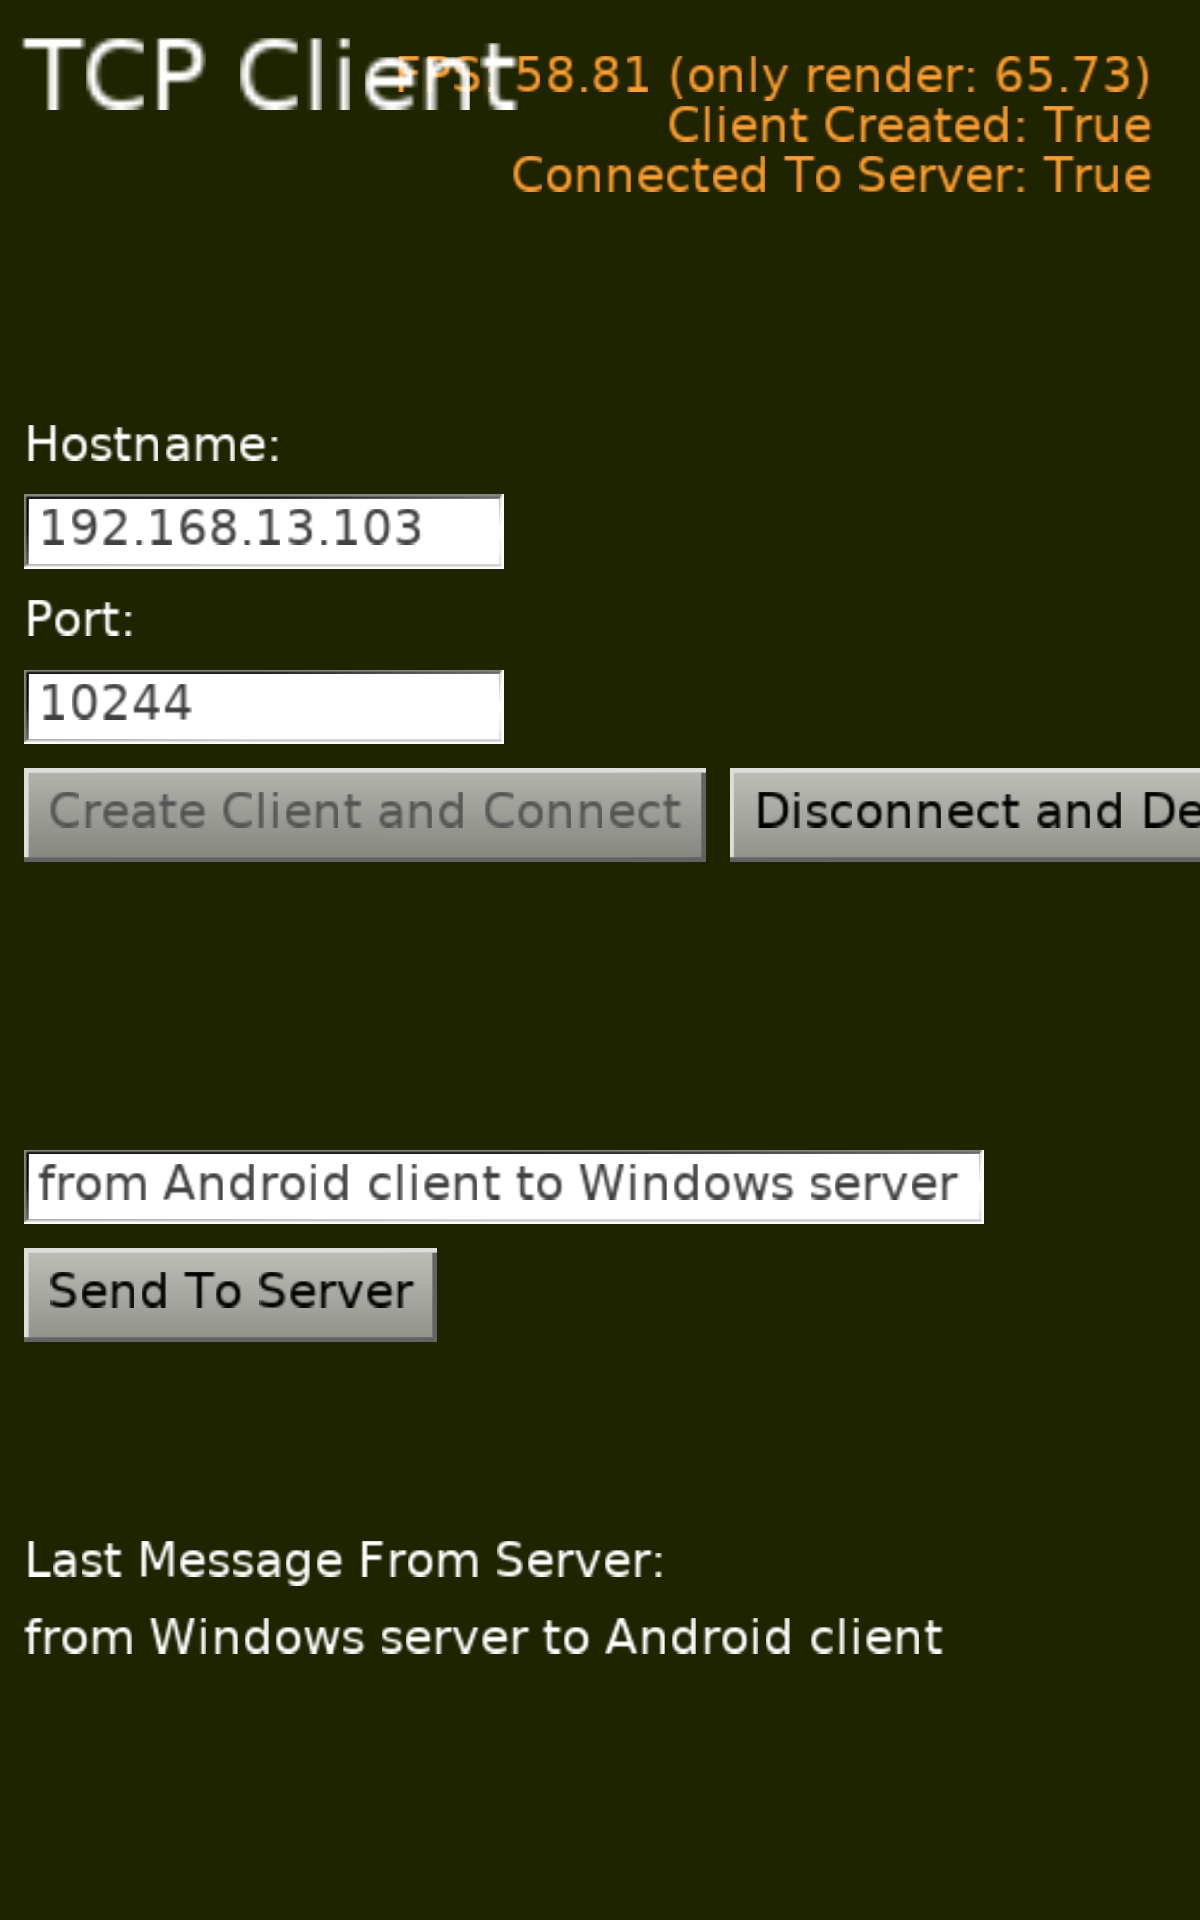 TCP Client
FPS: 58.81 (only render: 65.73)
Client Created: True
Connected To Server: True
Hostname:
192.168.13.103
Port:
10244
Create Client and Connect
Disconnect and De
from Android client to Windows server
Send To Server
Last Message From Server:
from Windows server to Android client